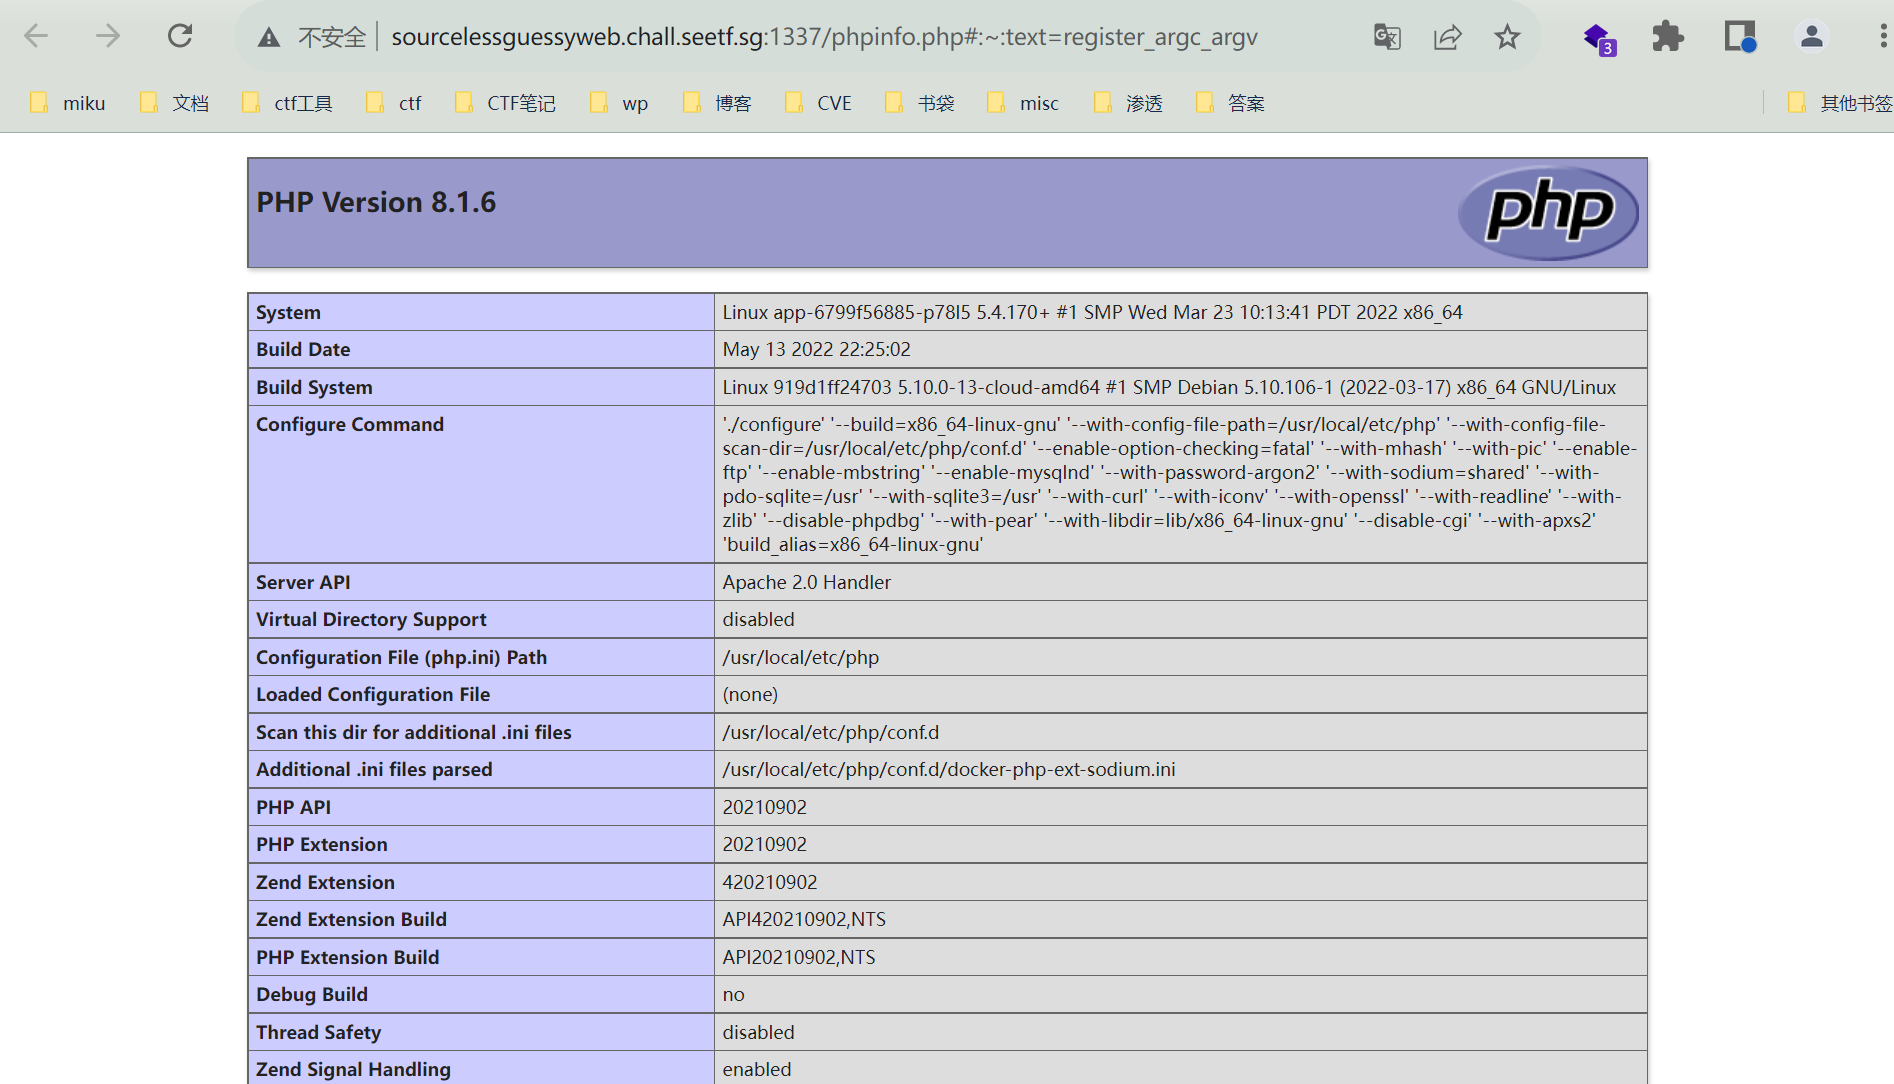 不安全 sourcelessguessyweb.chall.seetf.sg:1337/phpinfo.php#:~:text=register_argc_argv
3
miku 文档 ctf工具 ctf CTF笔记 wp 博客 CVE 书袋 misc 渗透 答案 其他书签
PHP Version 8.1.6
php
System Linux app-6799f56885-p78l5 5.4.170+ #1 SMP Wed Mar 23 10:13:41 PDT 2022 x86_64
Build Date May 13 2022 22:25:02
Build System Linux 919d1ff24703 5.10.0-13-cloud-amd64 #1 SMP Debian 5.10.106-1 (2022-03-17) x86_64 GNU/Linux
Configure Command './configure' '--build=x86_64-linux-gnu' '--with-config-file-path=/usr/local/etc/php' '--with-config-file-
scan-dir=/usr/local/etc/php/conf.d' '--enable-option-checking=fatal' '--with-mhash' '--with-pic' '--enable-
ftp' '--enable-mbstring' '--enable-mysqlnd' '--with-password-argon2' '--with-sodium=shared' '--with-
pdo-sqlite=/usr' '--with-sqlite3=/usr' '--with-curl' '--with-iconv' '--with-openssl' '--with-readline' '--with-
zlib' '--disable-phpdbg' '--with-pear' '--with-libdir=lib/x86_64-linux-gnu' '--disable-cgi' '--with-apxs2'
'build_alias=x86_64-linux-gnu'
Server API Apache 2.0 Handler
Virtual Directory Support disabled
Configuration File (php.ini) Path /usr/local/etc/php
Loaded Configuration File (none)
Scan this dir for additional .ini files /usr/local/etc/php/conf.d
Additional .ini files parsed /usr/local/etc/php/conf.d/docker-php-ext-sodium.ini
PHP API 20210902
PHP Extension 20210902
Zend Extension 420210902
Zend Extension Build API420210902,NTS
PHP Extension Build API20210902,NTS
Debug Build no
Thread Safety disabled
Zend Signal Handling enabled